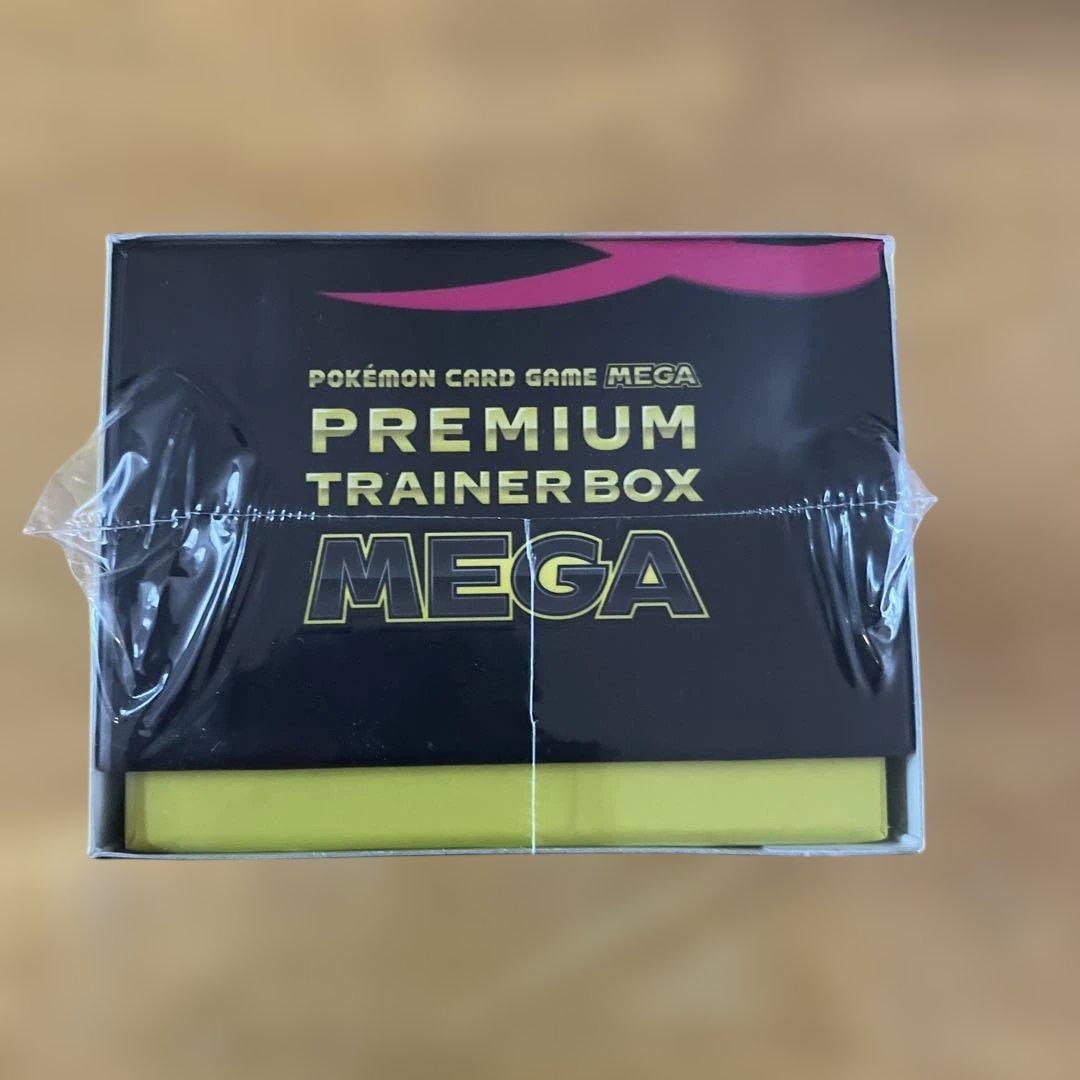 POKÉMON CARD GAME MEGA
PREMIUM
TRAINER BOX
MEGA